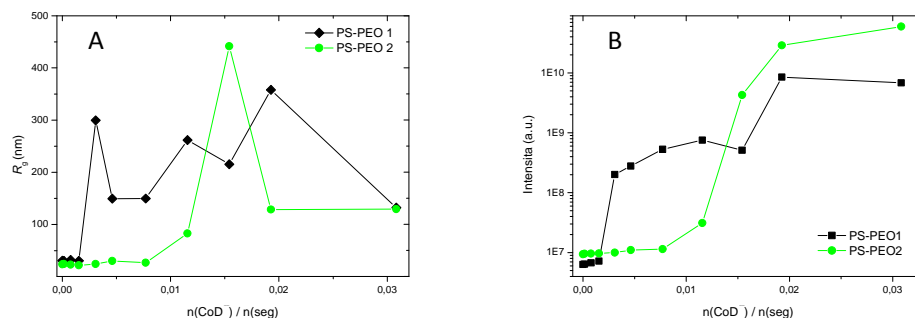 A
PS-PEO 1
PS-PEO 2
500
400
300
200
100
Rg (nm)
0,00
0,01
0,02
0,03
n(CoD⁻) / n(seg)
B
1E10
1E9
1E8
1E7
Intensita (a.u.)
PS-PEO1
PS-PEO2
0,00
0,01
0,02
0,03
n(CoD⁻) / n(seg)